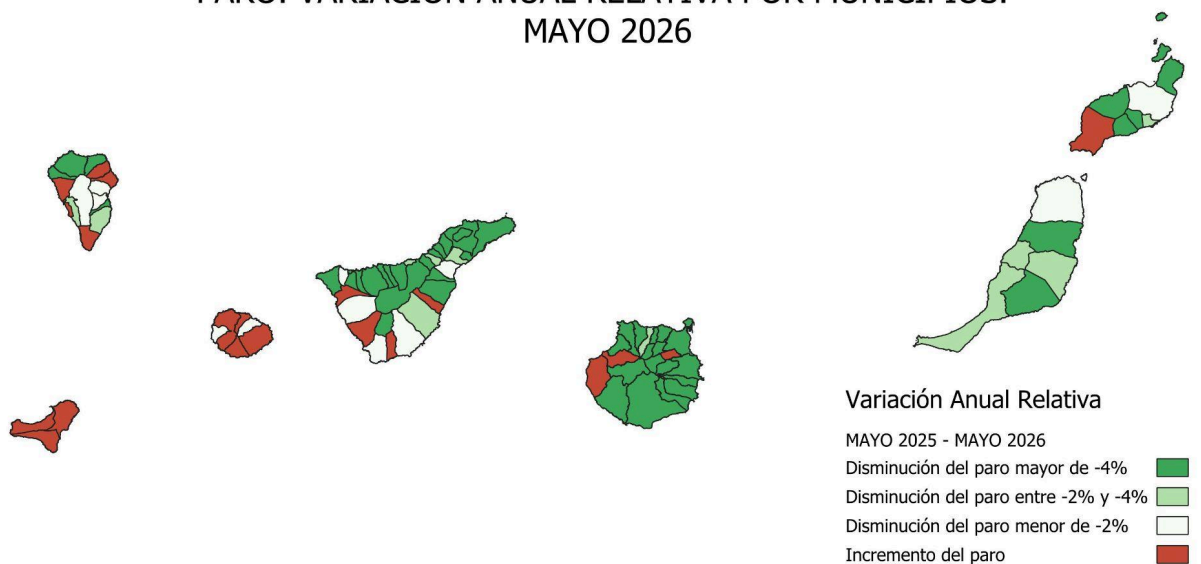 PARO. VARIACIÓN ANUAL RELATIVA POR MUNICIPIOS.
MAYO 2026
Variación Anual Relativa
MAYO 2025 - MAYO 2026
Disminución del paro mayor de -4%
Disminución del paro entre -2% y -4%
Disminución del paro menor de -2%
Incremento del paro